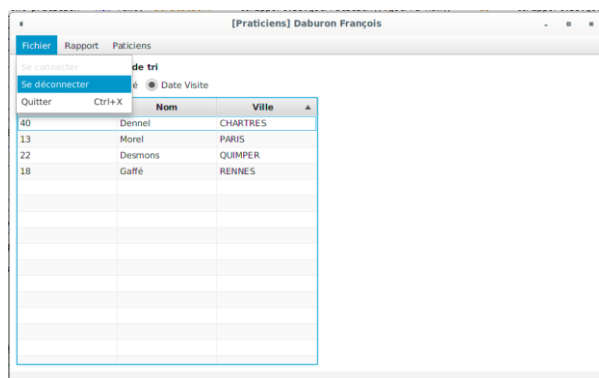 [Praticiens] Daburon François
Fichier Rapport Paticiens
Se connecter de tri
Se déconnecter é Date Visite
Quitter Ctrl+X
Nom Ville
40 Dennel CHARTRES
13 Morel PARIS
22 Desmons QUIMPER
18 Gaffé RENNES